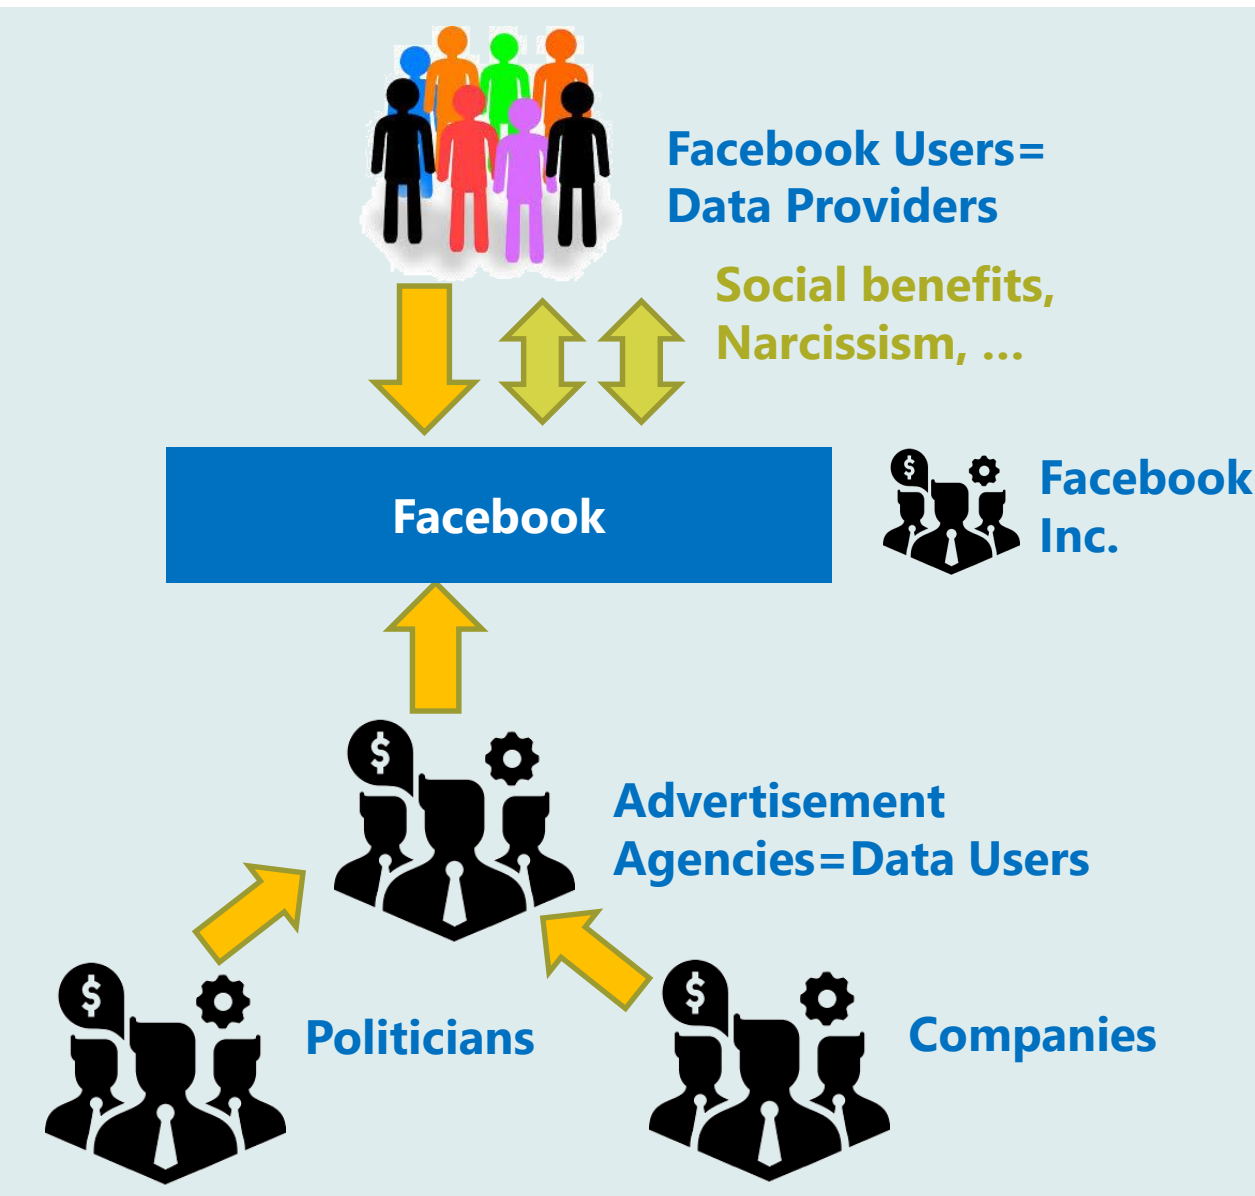 Facebook Users=
Data Providers
Social benefits,
Narcissism, …
Facebook
Facebook
Inc.
$
$
Advertisement
Agencies=Data Users
$
Politicians
$
Companies